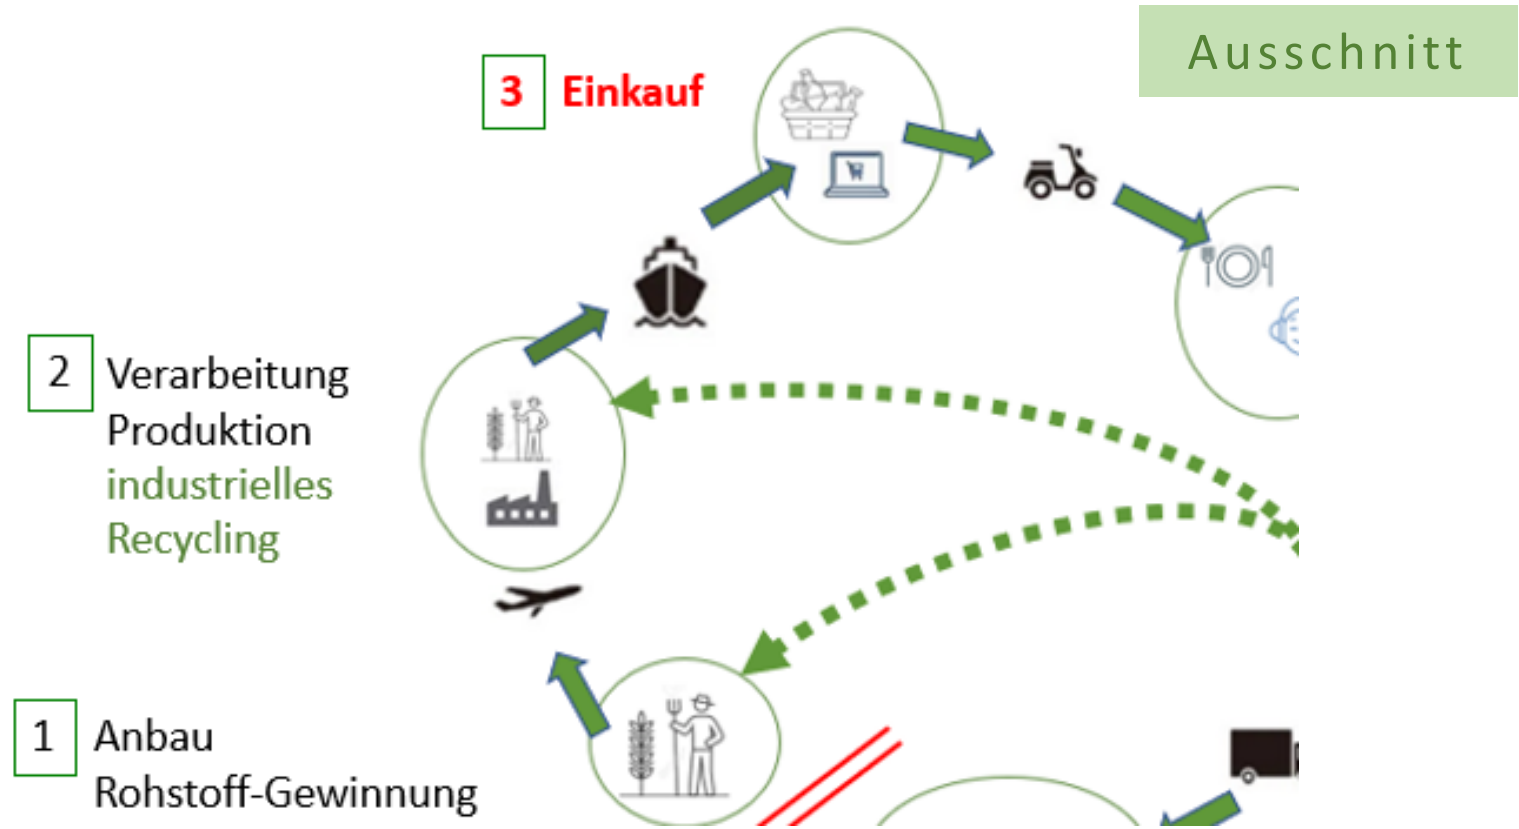 Ausschnitt
3 Einkauf
2 Verarbeitung
Produktion
industrielles
Recycling
1 Anbau
Rohstoff-Gewinnung